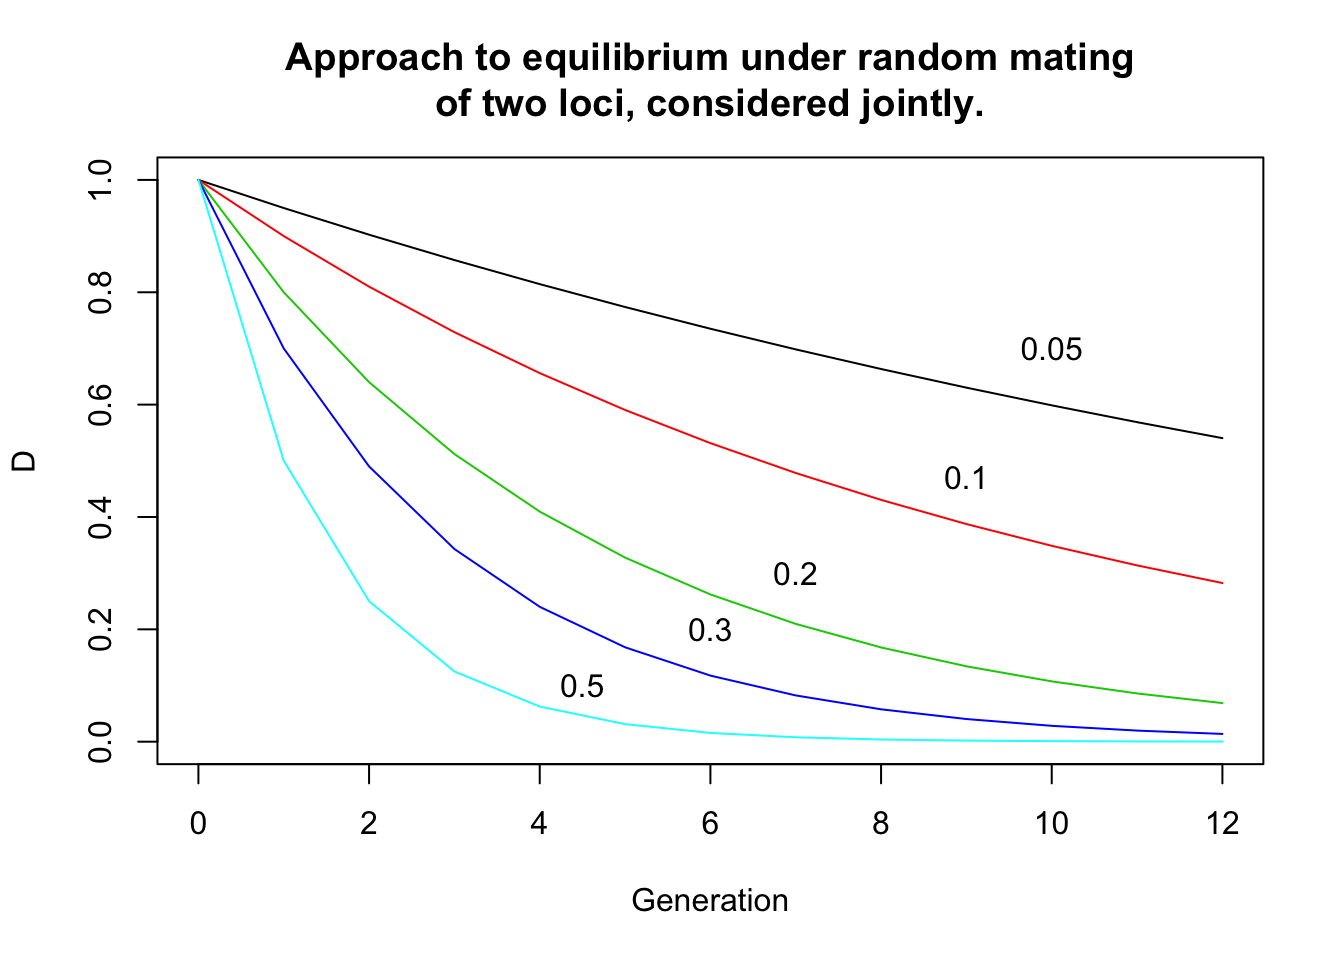 Approach to equilibrium under random mating
of two loci, considered jointly.
1.0
0.8
0.6
0.4
0.2
0.0
D
0.05
0.1
0.2
0.3
0.5
0 2 4 6 8 10 12
Generation